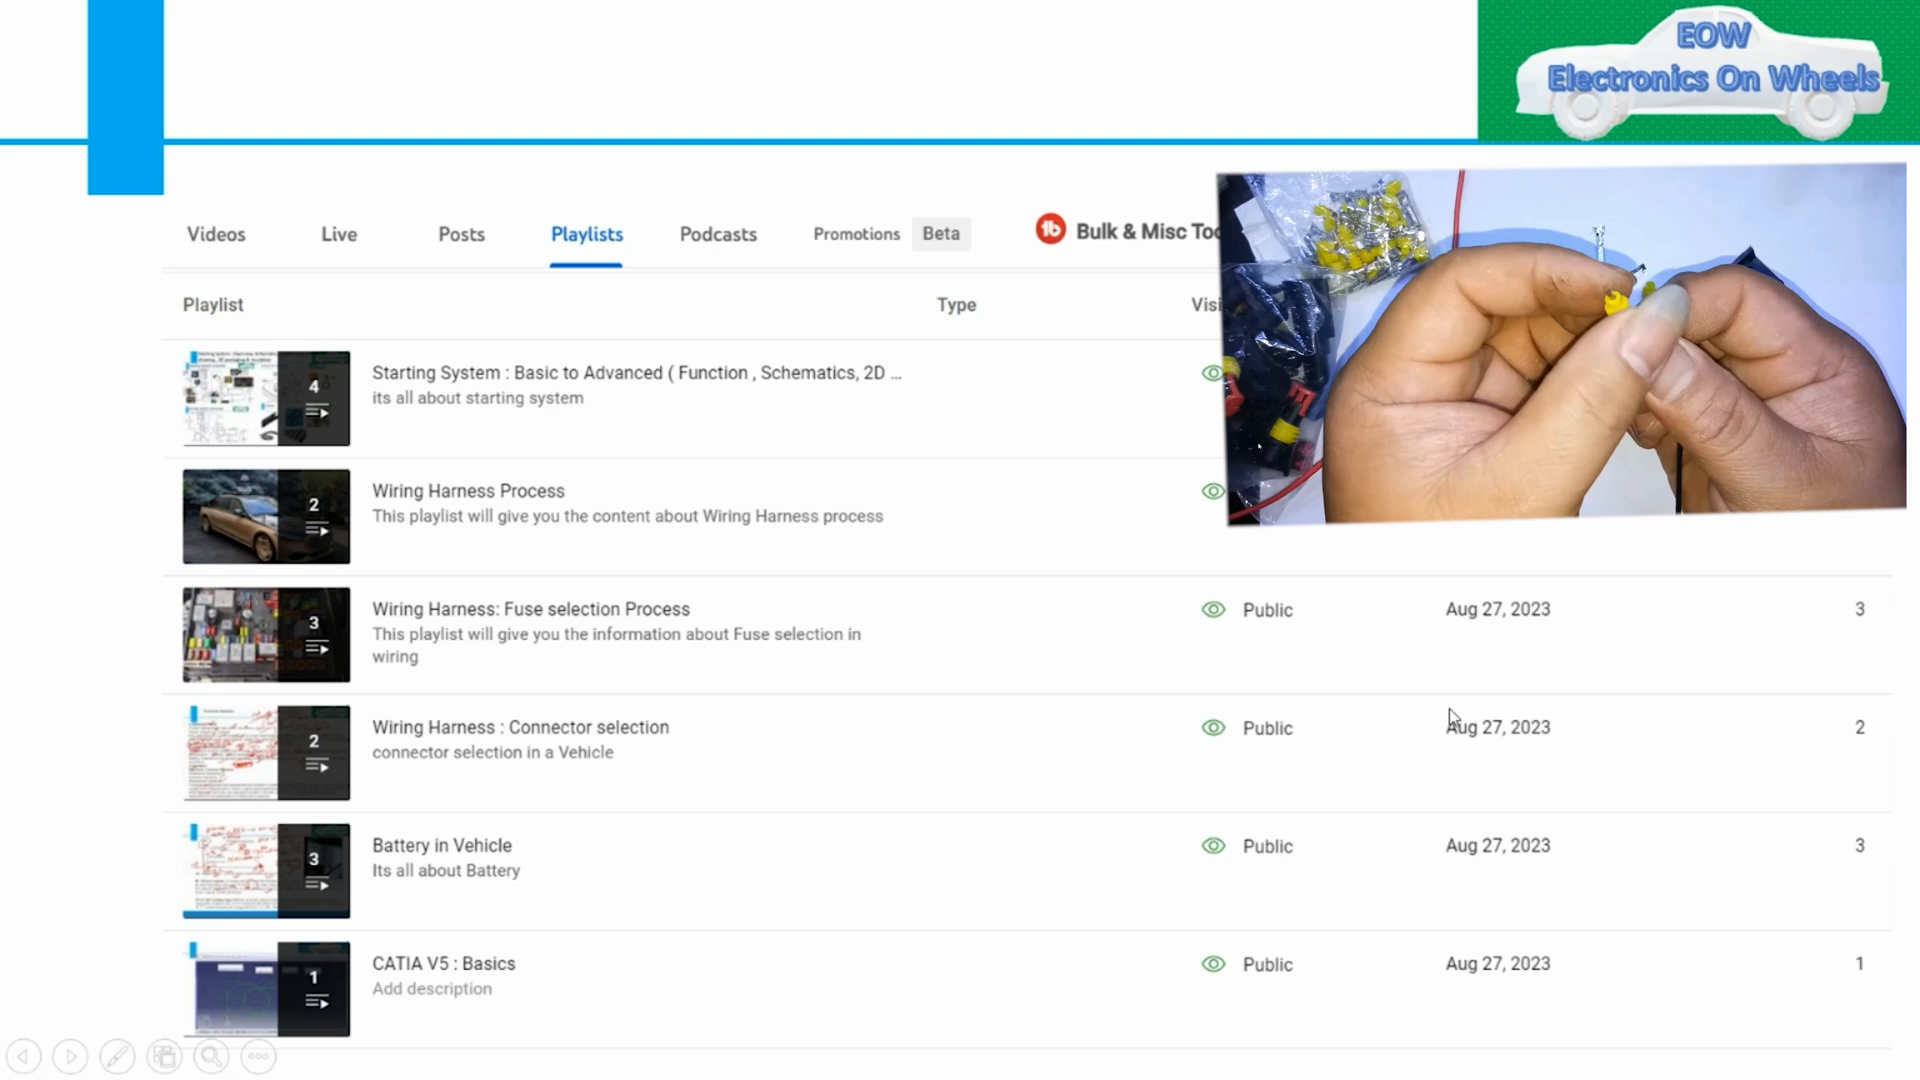 EOW
Electronics On Wheels
Videos Live Posts Playlists Podcasts Promotions Beta Bulk & Misc
Playlist Type
4
Starting System : Basic to Advanced ( Function , Schematics, 2D ...
its all about starting system
2
Wiring Harness Process
This playlist will give you the content about Wiring Harness process
3
Wiring Harness: Fuse selection Process Public Aug 27, 2023 3
This playlist will give you the information about Fuse selection in
wiring
2
Wiring Harness : Connector selection Public Aug 27, 2023 2
connector selection in a Vehicle
3
Battery in Vehicle Public Aug 27, 2023 3
Its all about Battery
1
CATIA V5 : Basics Public Aug 27, 2023 1
Add description